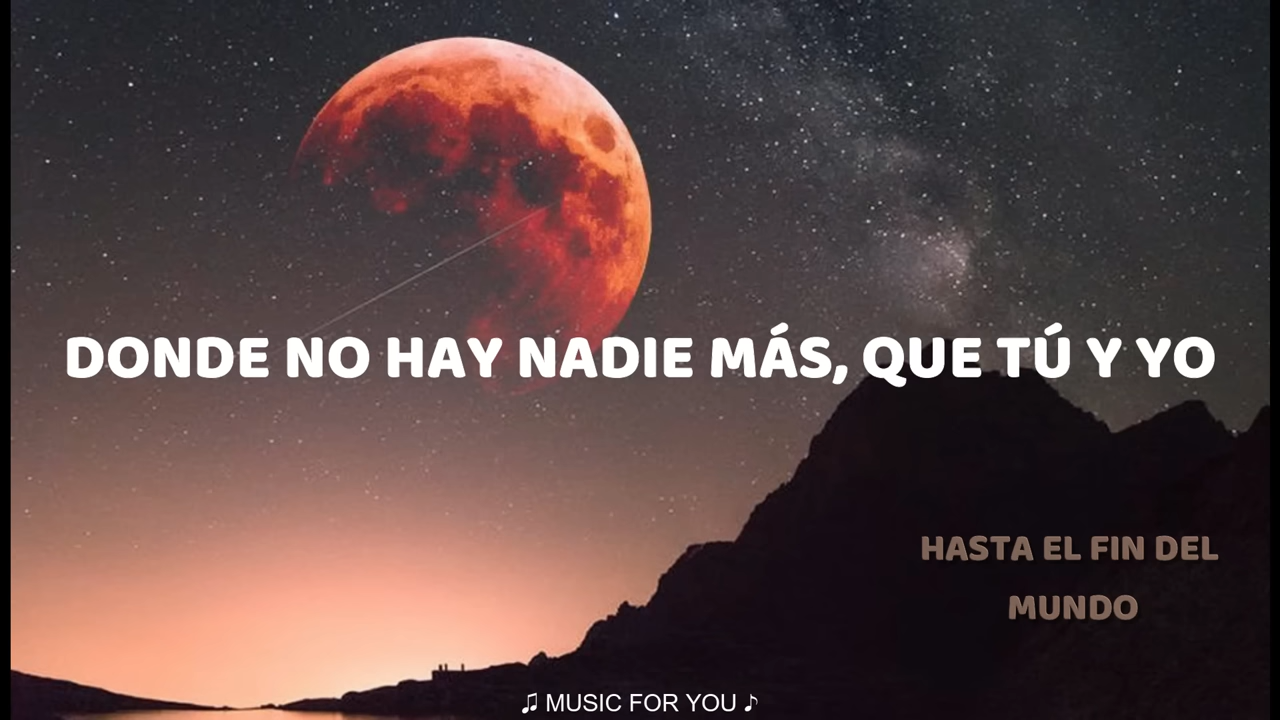 DONDE NO HAY NADIE MÁS, QUE TÚ Y YO
HASTA EL FIN DEL
MUNDO
♫ MUSIC FOR YOU ♪